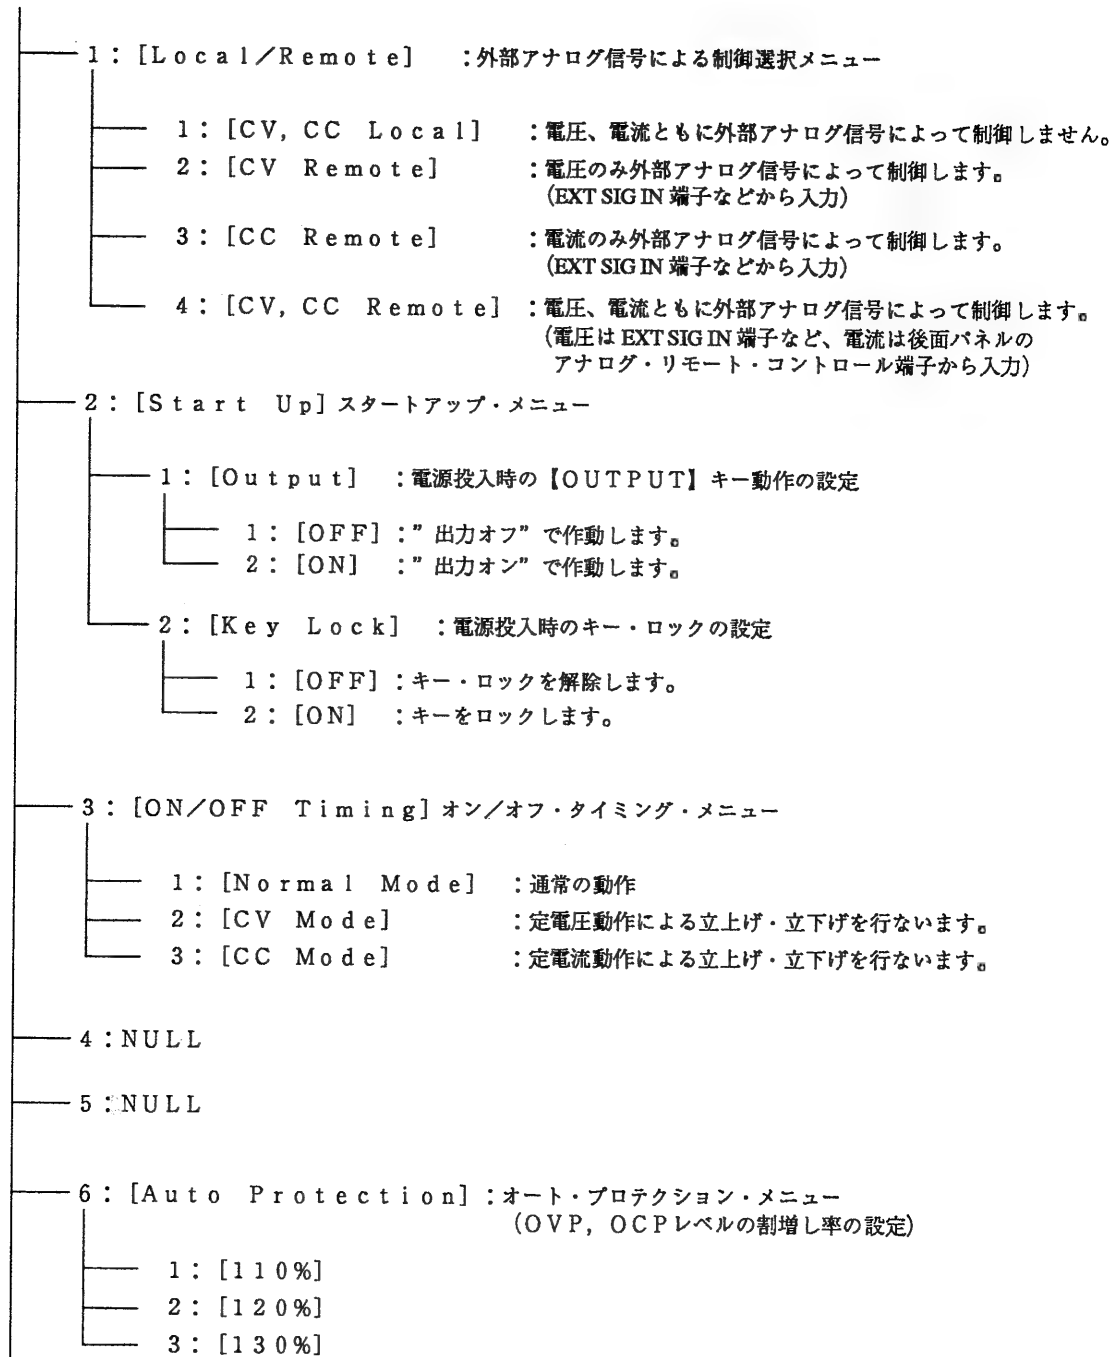 1：[Local／Remote]　：外部アナログ信号による制御選択メニュー
1：[CV, CC Local]　：電圧、電流ともに外部アナログ信号によって制御しません。
2：[CV Remote]　：電圧のみ外部アナログ信号によって制御します。
(EXT SIG IN 端子などから入力)
3：[CC Remote]　：電流のみ外部アナログ信号によって制御します。
(EXT SIG IN 端子などから入力)
4：[CV, CC Remote]：電圧、電流ともに外部アナログ信号によって制御します。
(電圧は EXT SIG IN 端子など、電流は後面パネルの
アナログ・リモート・コントロール端子から入力)
2：[Start Up] スタートアップ・メニュー
1：[Output]　：電源投入時の【OUTPUT】キー動作の設定
1：[OFF]：”出力オフ”で作動します。
2：[ON]　：”出力オン”で作動します。
2：[Key Lock]　：電源投入時のキー・ロックの設定
1：[OFF]：キー・ロックを解除します。
2：[ON]　：キーをロックします。
3：[ON／OFF Timing] オン／オフ・タイミング・メニュー
1：[Normal Mode]　：通常の動作
2：[CV Mode]　：定電圧動作による立上げ・立下げを行ないます。
3：[CC Mode]　：定電流動作による立上げ・立下げを行ないます。
4：NULL
5：NULL
6：[Auto Protection]：オート・プロテクション・メニュー
(OVP, OCPレベルの割増し率の設定)
1：[110%]
2：[120%]
3：[130%]